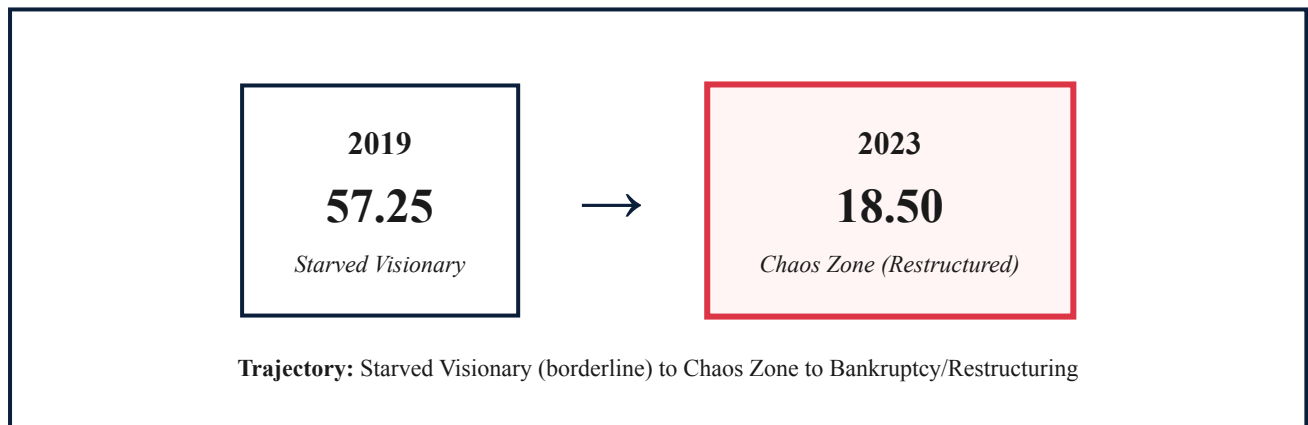 2019
57.25
Starved Visionary
→
2023
18.50
Chaos Zone (Restructured)
Trajectory: Starved Visionary (borderline) to Chaos Zone to Bankruptcy/Restructuring